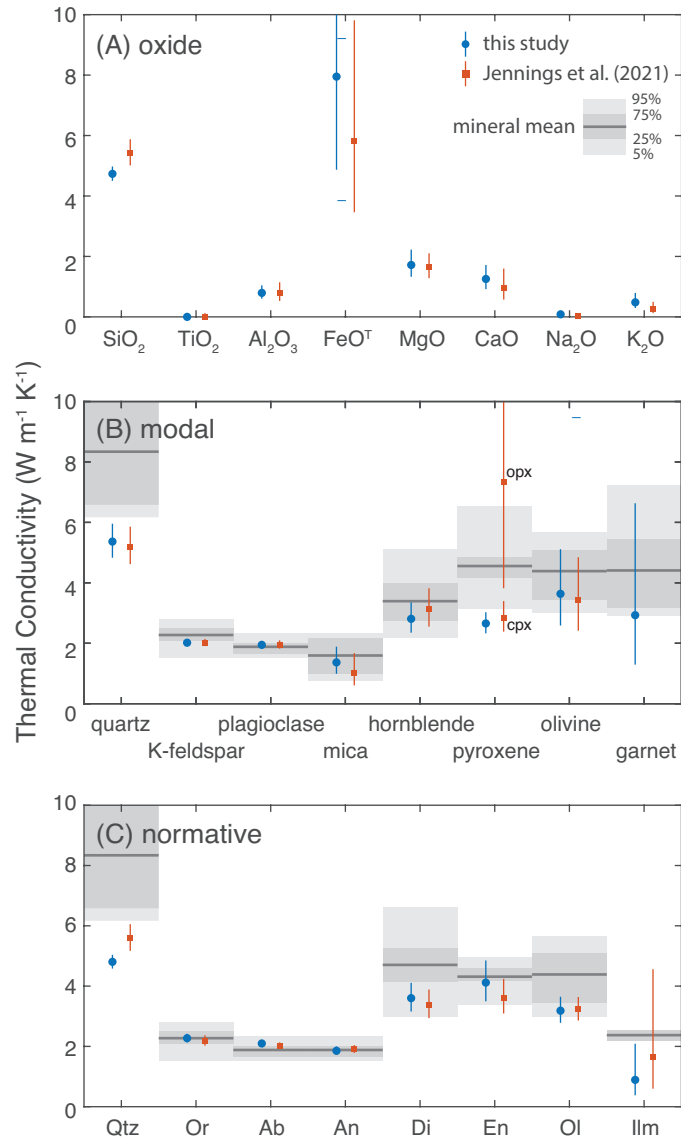 (A) oxide
this study
Jennings et al. (2021)
mineral mean
95%
75%
25%
5%
10
8
6
4
2
0
SiO₂ TiO₂ Al₂O₃ FeOᵀ MgO CaO Na₂O K₂O
Thermal Conductivity (W m⁻¹ K⁻¹)
(B) modal
10
8
6
4
2
0
opx
cpx
quartz plagioclase hornblende olivine
K-feldspar mica pyroxene garnet
(C) normative
10
8
6
4
2
0
Qtz Or Ab An Di En Ol Ilm